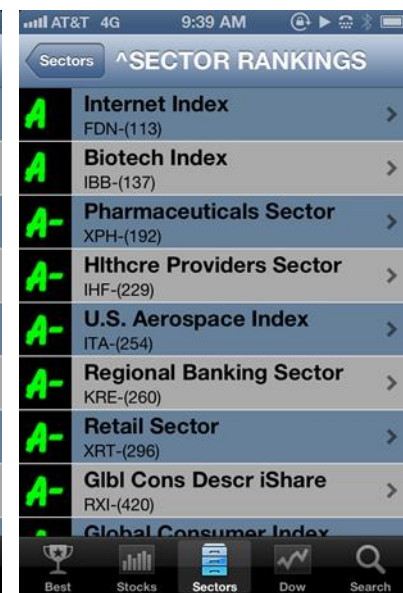 AT&T 4G 9:39 AM
Sectors ^SECTOR RANKINGS
A Internet Index
FDN-(113)
A Biotech Index
IBB-(137)
A- Pharmaceuticals Sector
XPH-(192)
A- Hlthcre Providers Sector
IHF-(229)
A- U.S. Aerospace Index
ITA-(254)
A- Regional Banking Sector
KRE-(260)
A- Retail Sector
XRT-(296)
A- Glbl Cons Descr iShare
RXI-(420)
Global Consumer Index
Best Stocks Sectors Dow Search